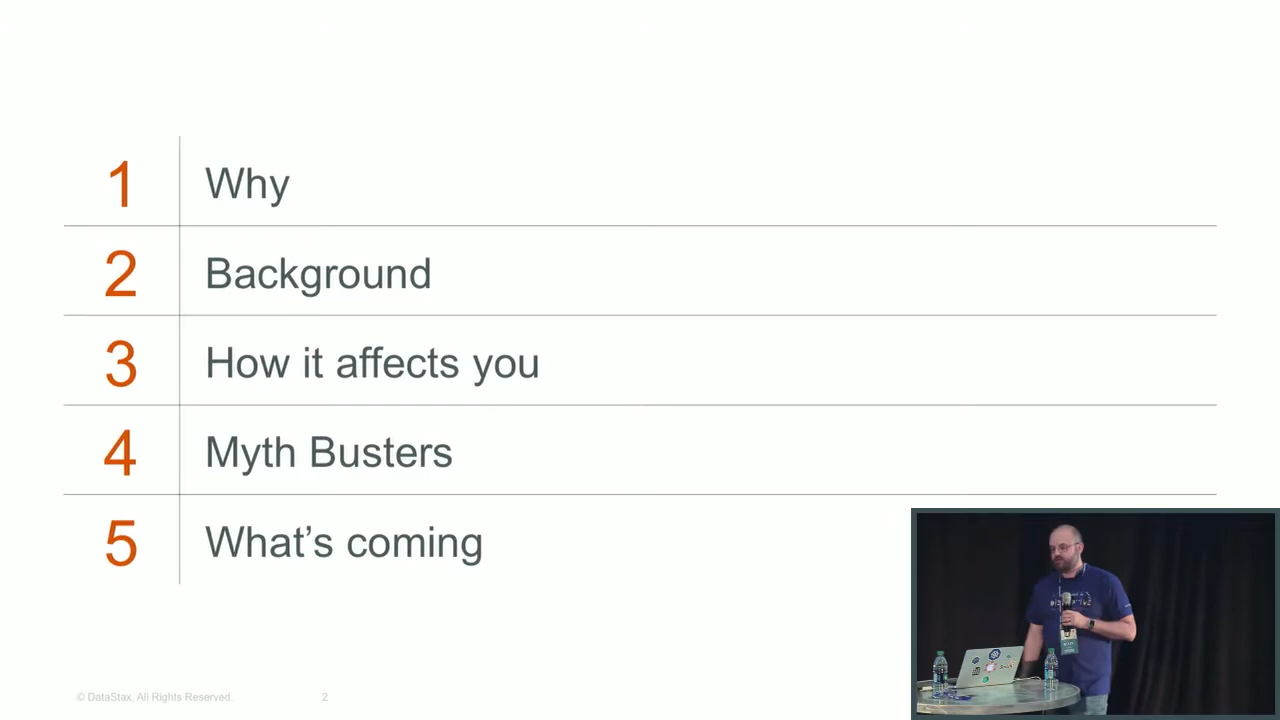 1 Why
2 Background
3 How it affects you
4 Myth Busters
5 What's coming
© DataStax, All Rights Reserved. 2